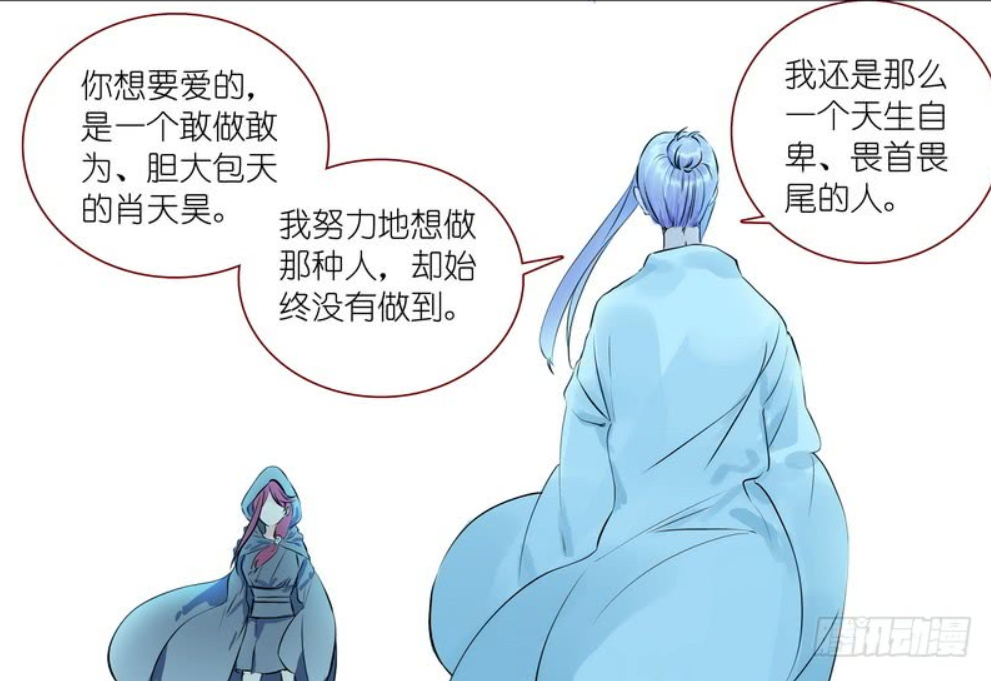 你想要爱的，
是一个敢做敢
为、胆大包天
的肖天昊。
我努力地想做
那种人，却始
终没有做到。
我还是那么
一个天生自
卑、畏首畏
尾的人。
腾讯动漫